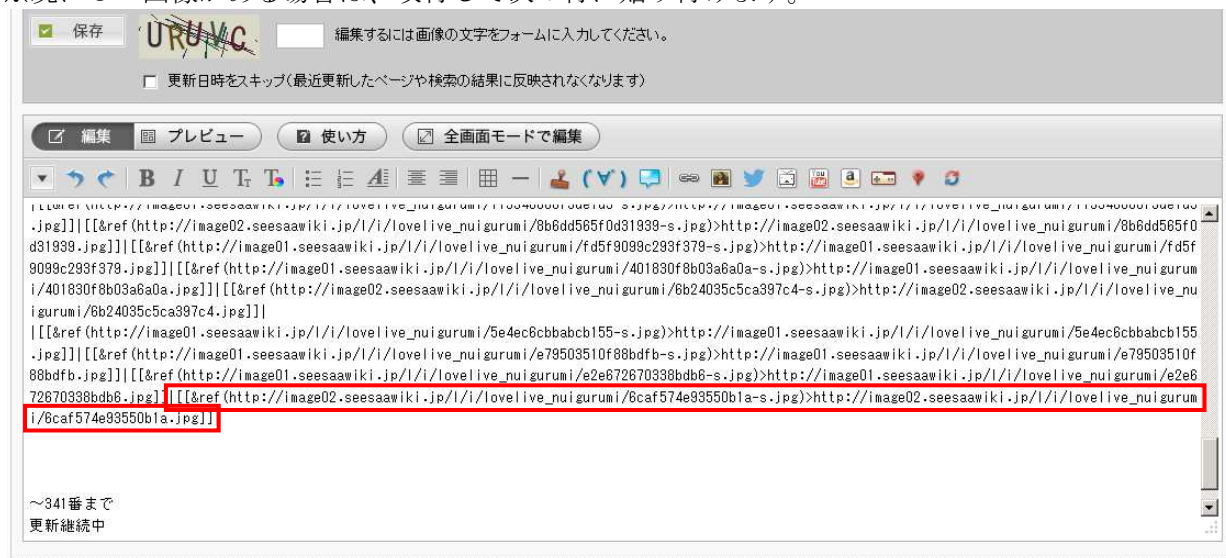 保存 URUVC 編集するには画像の文字をフォームに入力してください。
更新日時をスキップ(最近更新したページや検索の結果に反映されなくなります)
編集 プレビュー 使い方 全画面モードで編集
B I U
.jpg]]|[[&ref(http://image02.seesaawiki.jp/l/i/lovelive_nuigurumi/8b6dd565f0d31939-s.jpg)>http://image02.seesaawiki.jp/l/i/lovelive_nuigurumi/8b6dd565f0
d31939.jpg]]|[[&ref(http://image01.seesaawiki.jp/l/i/lovelive_nuigurumi/fd5f9099c293f379-s.jpg)>http://image01.seesaawiki.jp/l/i/lovelive_nuigurumi/fd5f
9099c293f379.jpg]]|[[&ref(http://image01.seesaawiki.jp/l/i/lovelive_nuigurumi/401830f8b03a6a0a-s.jpg)>http://image01.seesaawiki.jp/l/i/lovelive_nuigurum
i/401830f8b03a6a0a.jpg]]|[[&ref(http://image02.seesaawiki.jp/l/i/lovelive_nuigurumi/6b24035c5ca397c4-s.jpg)>http://image02.seesaawiki.jp/l/i/lovelive_nu
igurumi/6b24035c5ca397c4.jpg]]|
|[[&ref(http://image01.seesaawiki.jp/l/i/lovelive_nuigurumi/5e4ec6cbbabcb155-s.jpg)>http://image01.seesaawiki.jp/l/i/lovelive_nuigurumi/5e4ec6cbbabcb155
.jpg]]|[[&ref(http://image01.seesaawiki.jp/l/i/lovelive_nuigurumi/e79503510f88bdfb-s.jpg)>http://image01.seesaawiki.jp/l/i/lovelive_nuigurumi/e79503510f
88bdfb.jpg]]|[[&ref(http://image01.seesaawiki.jp/l/i/lovelive_nuigurumi/e2e672670338bdb6-s.jpg)>http://image01.seesaawiki.jp/l/i/lovelive_nuigurumi/e2e6
72670338bdb6.jpg]]|[[&ref(http://image02.seesaawiki.jp/l/i/lovelive_nuigurumi/6caf574e93550b1a-s.jpg)>http://image02.seesaawiki.jp/l/i/lovelive_nuigurum
i/6caf574e93550b1a.jpg]]
～341番まで
更新継続中